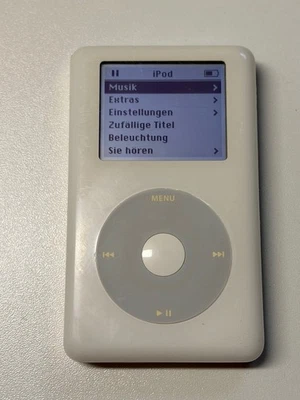 iPod
Musik
Extras
Einstellungen
Zufällige Titel
Beleuchtung
Sie hören
MENU